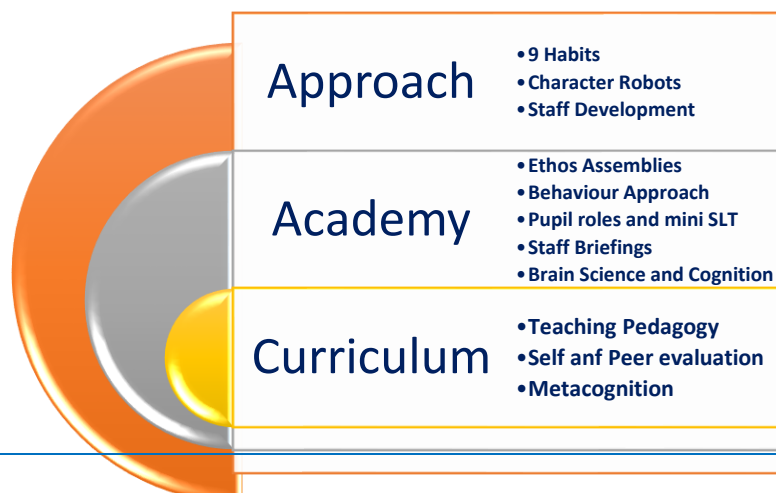 Approach
•9 Habits
•Character Robots
•Staff Development
Academy
•Ethos Assemblies
•Behaviour Approach
•Pupil roles and mini SLT
•Staff Briefings
•Brain Science and Cognition
Curriculum
•Teaching Pedagogy
•Self anf Peer evaluation
•Metacognition